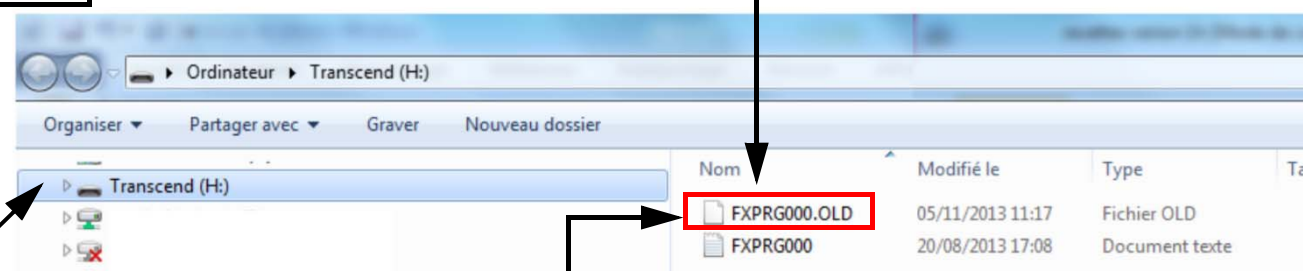 Ordinateur Transcend (H:)
Organiser Partager avec Graver Nouveau dossier
Nom Modifié le Type
Transcend (H:)
FXPRG000.OLD 05/11/2013 11:17 Fichier OLD
FXPRG000 20/08/2013 17:08 Document texte